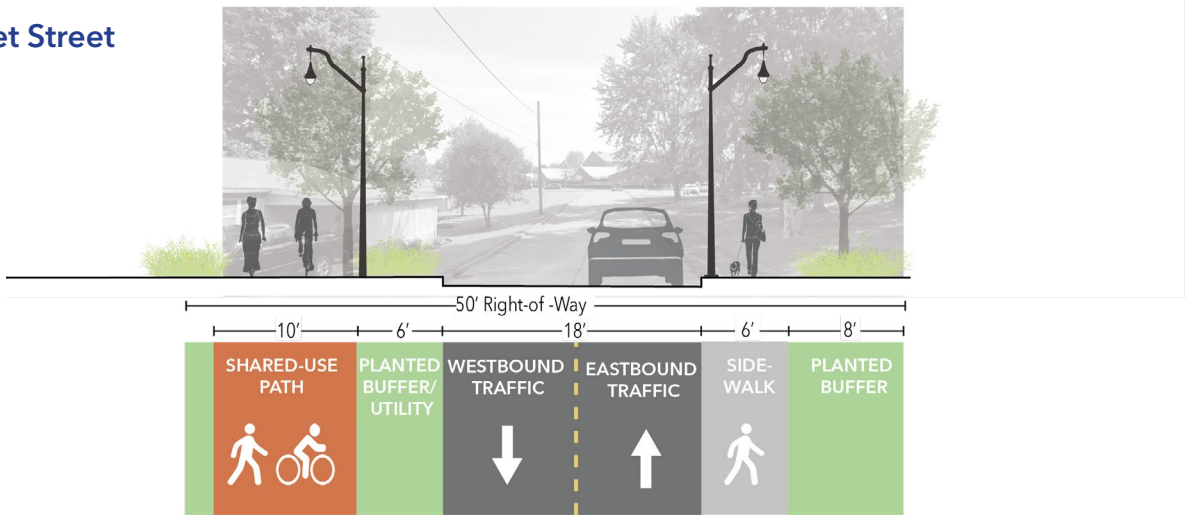 et Street
50' Right-of -Way
10' 6' 18' 6' 8'
SHARED-USE
PATH
PLANTED
BUFFER/
UTILITY
WESTBOUND
TRAFFIC
EASTBOUND
TRAFFIC
SIDE-
WALK
PLANTED
BUFFER